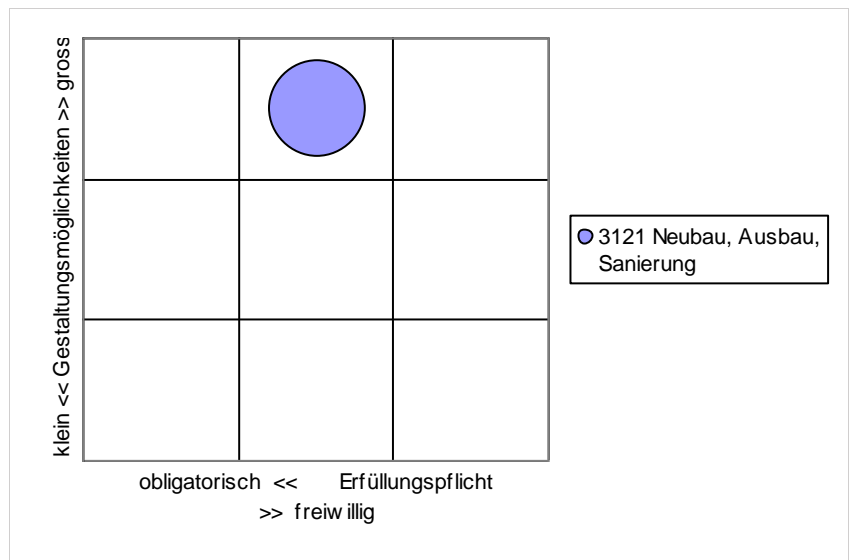 klein << Gestaltungsmöglichkeiten >> gross
3121 Neubau, Ausbau,
Sanierung
obligatorisch << Erfüllungspflicht
>> freiwillig